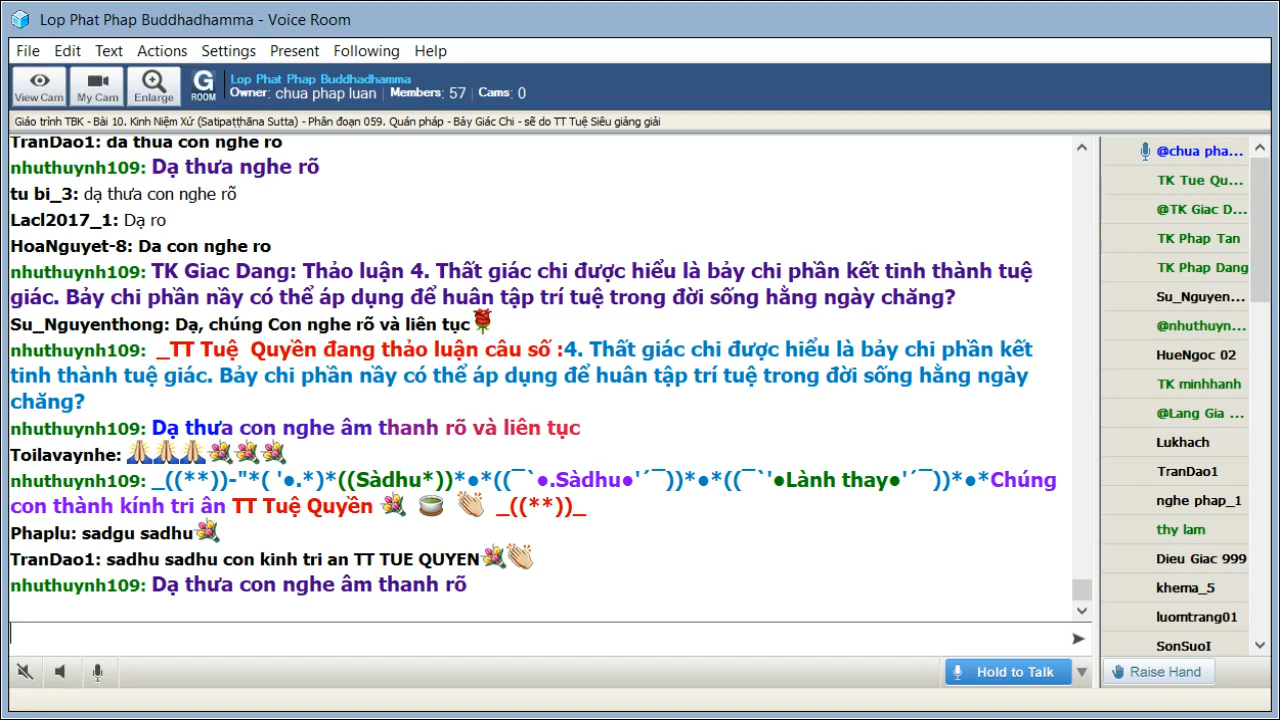 Lop Phat Phap Buddhadhamma - Voice Room
File Edit Text Actions Settings Present Following Help
View Cam My Cam Enlarge G ROOM
Lop Phat Phap Buddhadhamma
Owner: chua phap luan | Members: 57 | Cams: 0
Giáo trình TBK - Bài 10. Kinh Niệm Xứ (Satipaṭṭhāna Sutta) - Phân đoạn 059. Quán pháp - Bảy Giác Chi - sẽ do TT Tuệ Siêu giảng giải
TranDao1: da thua con nghe ro
nhuthuynh109: Dạ thưa nghe rõ
tu bi_3: dạ thưa con nghe rõ
Lacl2017_1: Dạ ro
HoaNguyet-8: Da con nghe ro
nhuthuynh109: TK Giac Dang: Thảo luận 4. Thất giác chi được hiểu là bảy chi phần kết tinh thành tuệ
giác. Bảy chi phần nầy có thể áp dụng để huân tập trí tuệ trong đời sống hằng ngày chăng?
Su_Nguyenthong: Dạ, chúng Con nghe rõ và liên tục🌹
nhuthuynh109: _TT Tuệ Quyền đang thảo luận câu số :4. Thất giác chi được hiểu là bảy chi phần kết
tinh thành tuệ giác. Bảy chi phần nầy có thể áp dụng để huân tập trí tuệ trong đời sống hằng ngày
chăng?
nhuthuynh109: Dạ thưa con nghe âm thanh rõ và liên tục
Toilavaynhe: 🙏🙏🙏💐💐💐
nhuthuynh109: _((**))-"*( '●.*)*((Sàdhu*))*●*((¯`●.Sàdhu●'´¯))*●*((¯`'●Lành thay●'´¯))*●*Chúng
con thành kính tri ân TT Tuệ Quyền 💐 🍵 👏 _((**))_
Phaplu: sadgu sadhu💐
TranDao1: sadhu sadhu con kinh tri an TT TUE QUYEN💐👏
nhuthuynh109: Dạ thưa con nghe âm thanh rõ
@chua pha...
TK Tue Qu...
@TK Giac D...
TK Phap Tan
TK Phap Dang
Su_Nguyen...
@nhuthuyn...
HueNgoc 02
TK minhhanh
@Lang Gia ...
Lukhach
TranDao1
nghe phap_1
thy lam
Dieu Giac 999
khema_5
luomtrang01
SonSuoI
Hold to Talk
Raise Hand